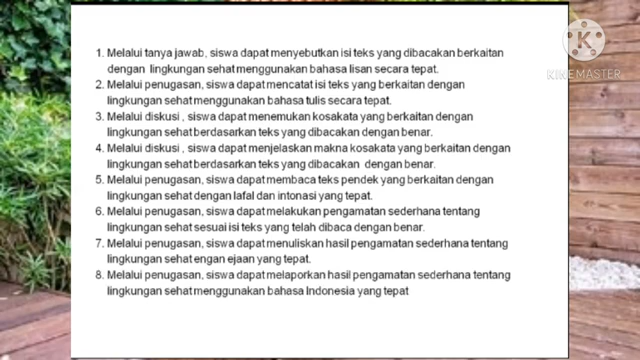 1. Melalui tanya jawab, siswa dapat menyebutkan isi teks yang dibacakan berkaitan
dengan lingkungan sehat menggunakan bahasa lisan secara tepat.
2. Melalui penugasan, siswa dapat mencatat isi teks yang berkaitan dengan
lingkungan sehat menggunakan bahasa tulis secara tepat.
3. Melalui diskusi , siswa dapat menemukan kosakata yang berkaitan dengan
lingkungan sehat berdasarkan teks yang dibacakan dengan benar.
4. Melalui diskusi , siswa dapat menjelaskan makna kosakata yang berkaitan dengan
lingkungan sehat berdasarkan teks yang dibacakan dengan benar.
5. Melalui penugasan, siswa dapat membaca teks pendek yang berkaitan dengan
lingkungan sehat dengan lafal dan intonasi yang tepat.
6. Melalui penugasan, siswa dapat melakukan pengamatan sederhana tentang
lingkungan sehat sesuai isi teks yang telah dibaca dengan benar.
7. Melalui penugasan, siswa dapat menuliskan hasil pengamatan sederhana tentang
lingkungan sehat engan ejaan yang tepat.
8. Melalui penugasan, siswa dapat melaporkan hasil pengamatan sederhana tentang
lingkungan sehat menggunakan bahasa Indonesia yang tepat
KINEMASTER